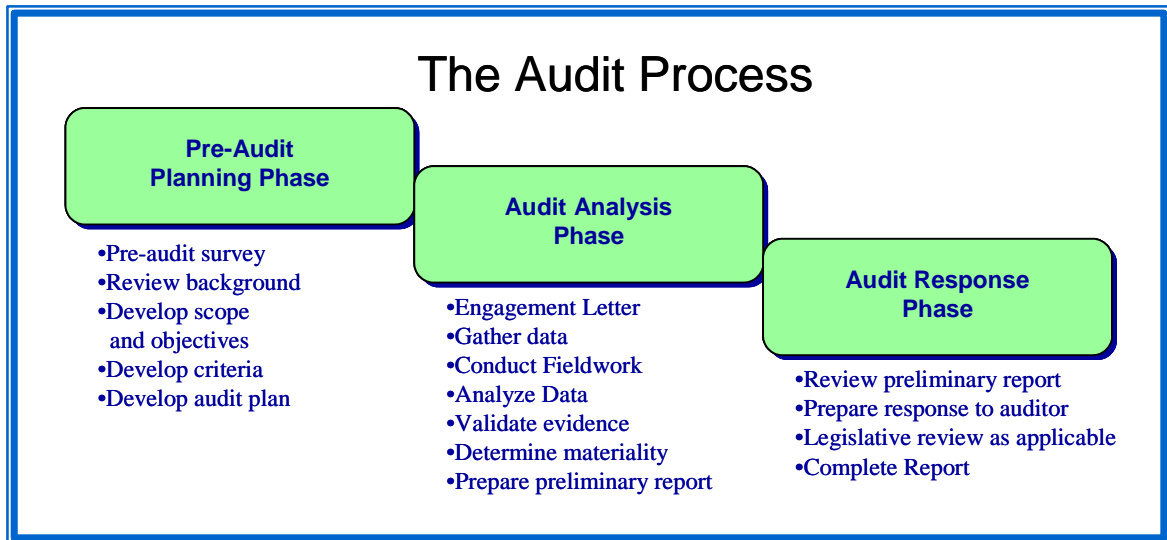 The Audit Process
Pre-Audit
Planning Phase
•Pre-audit survey
•Review background
•Develop scope
and objectives
•Develop criteria
•Develop audit plan
Audit Analysis
Phase
•Engagement Letter
•Gather data
•Conduct Fieldwork
•Analyze Data
•Validate evidence
•Determine materiality
•Prepare preliminary report
Audit Response
Phase
•Review preliminary report
•Prepare response to auditor
•Legislative review as applicable
•Complete Report